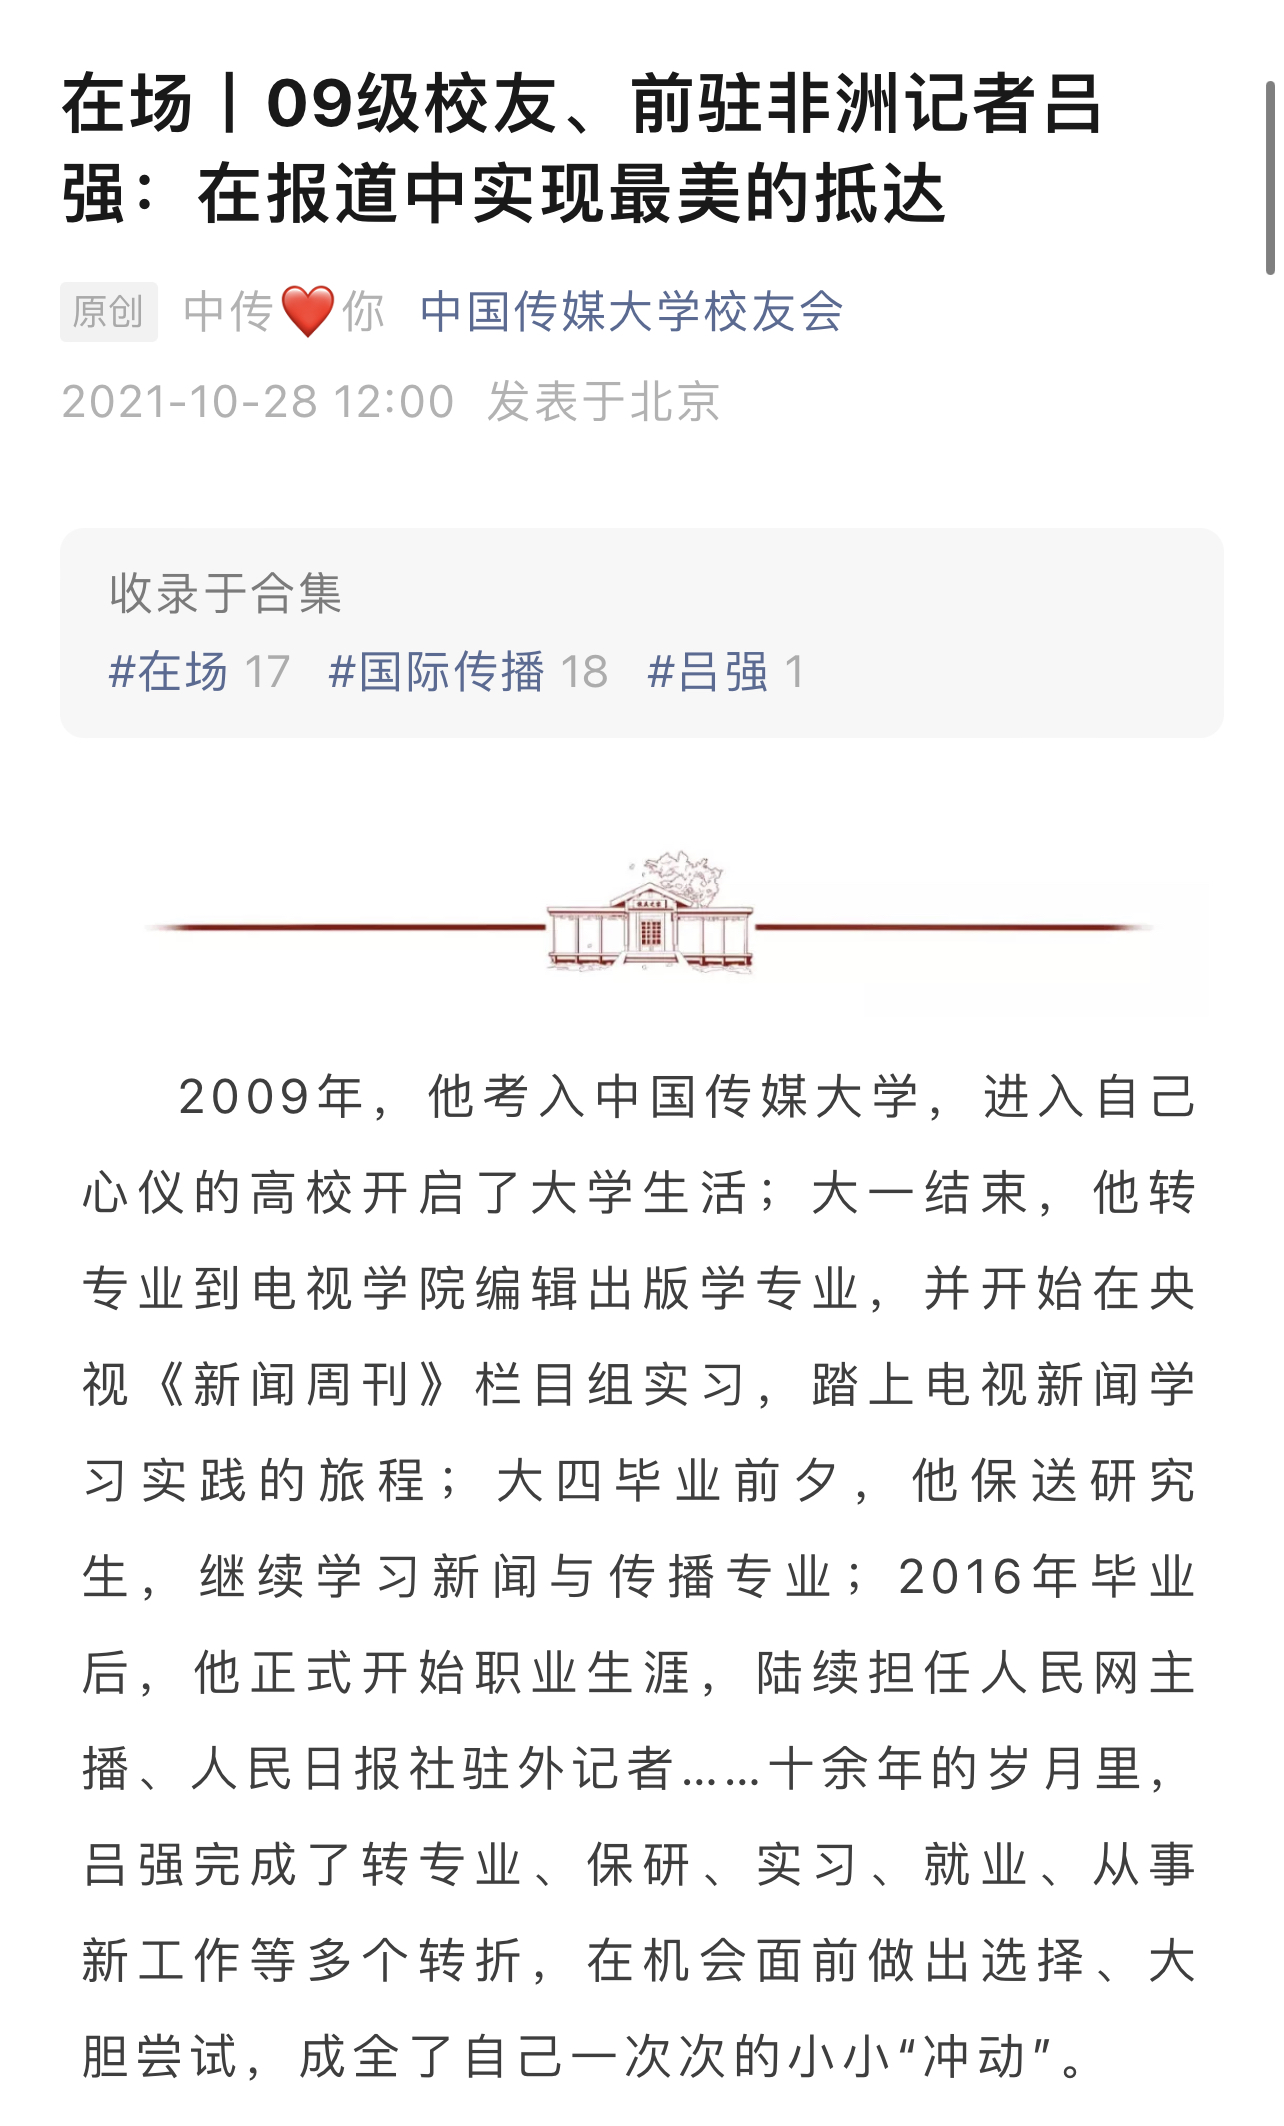 在场丨09级校友、前驻非洲记者吕
强：在报道中实现最美的抵达
原创 中传❤️你 中国传媒大学校友会
2021-10-28 12:00 发表于北京
收录于合集
#在场 17 #国际传播 18 #吕强 1
2009年，他考入中国传媒大学，进入自己
心仪的高校开启了大学生活；大一结束，他转
专业到电视学院编辑出版学专业，并开始在央
视《新闻周刊》栏目组实习，踏上电视新闻学
习实践的旅程；大四毕业前夕，他保送研究
生，继续学习新闻与传播专业；2016年毕业
后，他正式开始职业生涯，陆续担任人民网主
播、人民日报社驻外记者……十余年的岁月里，
吕强完成了转专业、保研、实习、就业、从事
新工作等多个转折，在机会面前做出选择、大
胆尝试，成全了自己一次次的小小“冲动”。